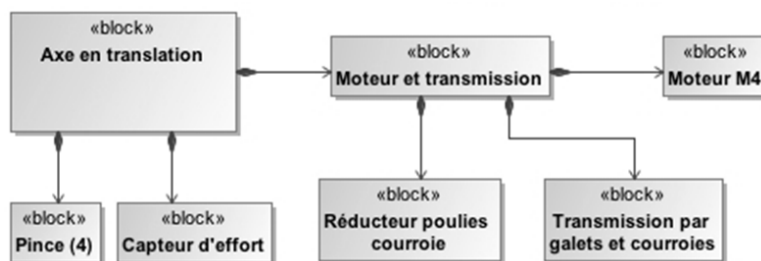 «block»
Axe en translation
«block»
Moteur et transmission
«block»
Moteur M4
«block»
Pince (4)
«block»
Capteur d'effort
«block»
Réducteur poulies
courroie
«block»
Transmission par
galets et courroies